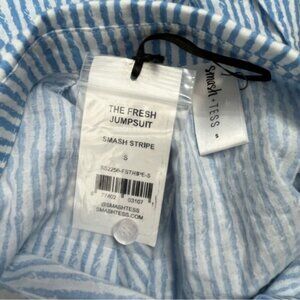 THE FRESH
JUMPSUIT
SMASH STRIPE
S
@SMASHTESS
SMASHTESS.COM
smash + TESS
S